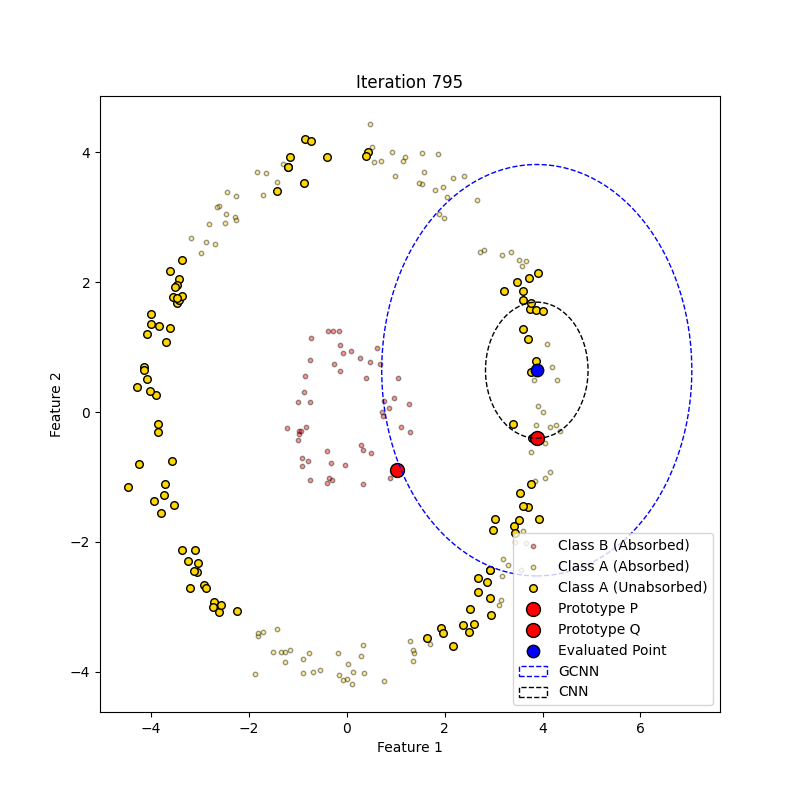 Iteration 795
Feature 2
4
2
0
−2
−4
−4
−2
0
2
4
6
Feature 1
Class B (Absorbed)
Class A (Absorbed)
Class A (Unabsorbed)
Prototype P
Prototype Q
Evaluated Point
GCNN
CNN